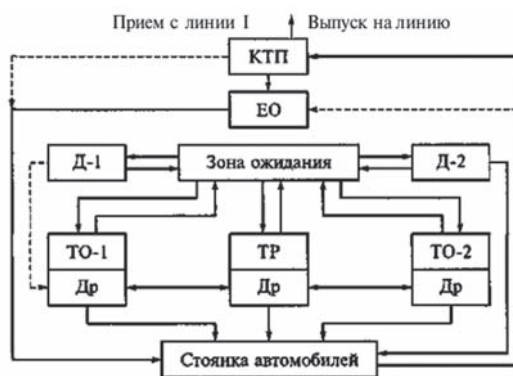 Прием с линии I Выпуск на линию
КТП
ЕО
Д-1 Зона ожидания Д-2
ТО-1 ТР ТО-2
Др Др Др
Стоянка автомобилей